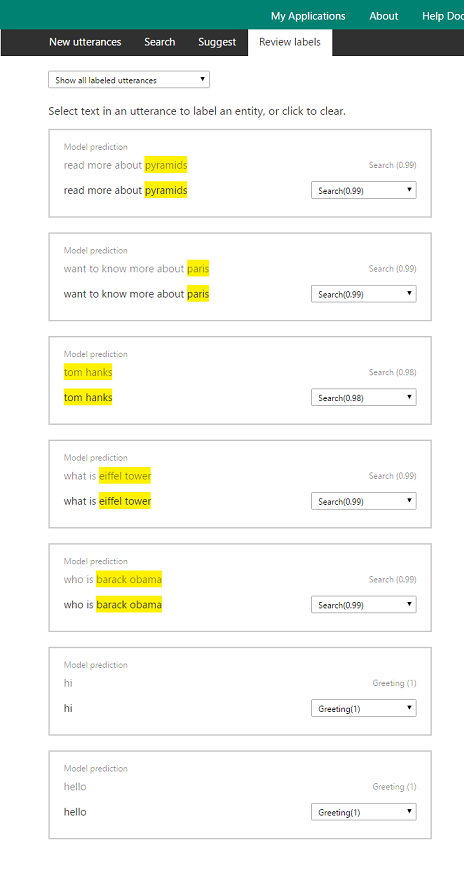 My Applications About Help Doc
New utterances Search Suggest Review labels
Show all labeled utterances
Select text in an utterance to label an entity, or click to clear.
Model prediction
read more about pyramids Search (0.99)
read more about pyramids Search(0.99)
Model prediction
want to know more about paris Search (0.99)
want to know more about paris Search(0.99)
Model prediction
tom hanks Search (0.98)
tom hanks Search(0.98)
Model prediction
what is eiffel tower Search (0.99)
what is eiffel tower Search(0.99)
Model prediction
who is barack obama Search (0.99)
who is barack obama Search(0.99)
Model prediction
hi Greeting (1)
hi Greeting(1)
Model prediction
hello Greeting (1)
hello Greeting(1)